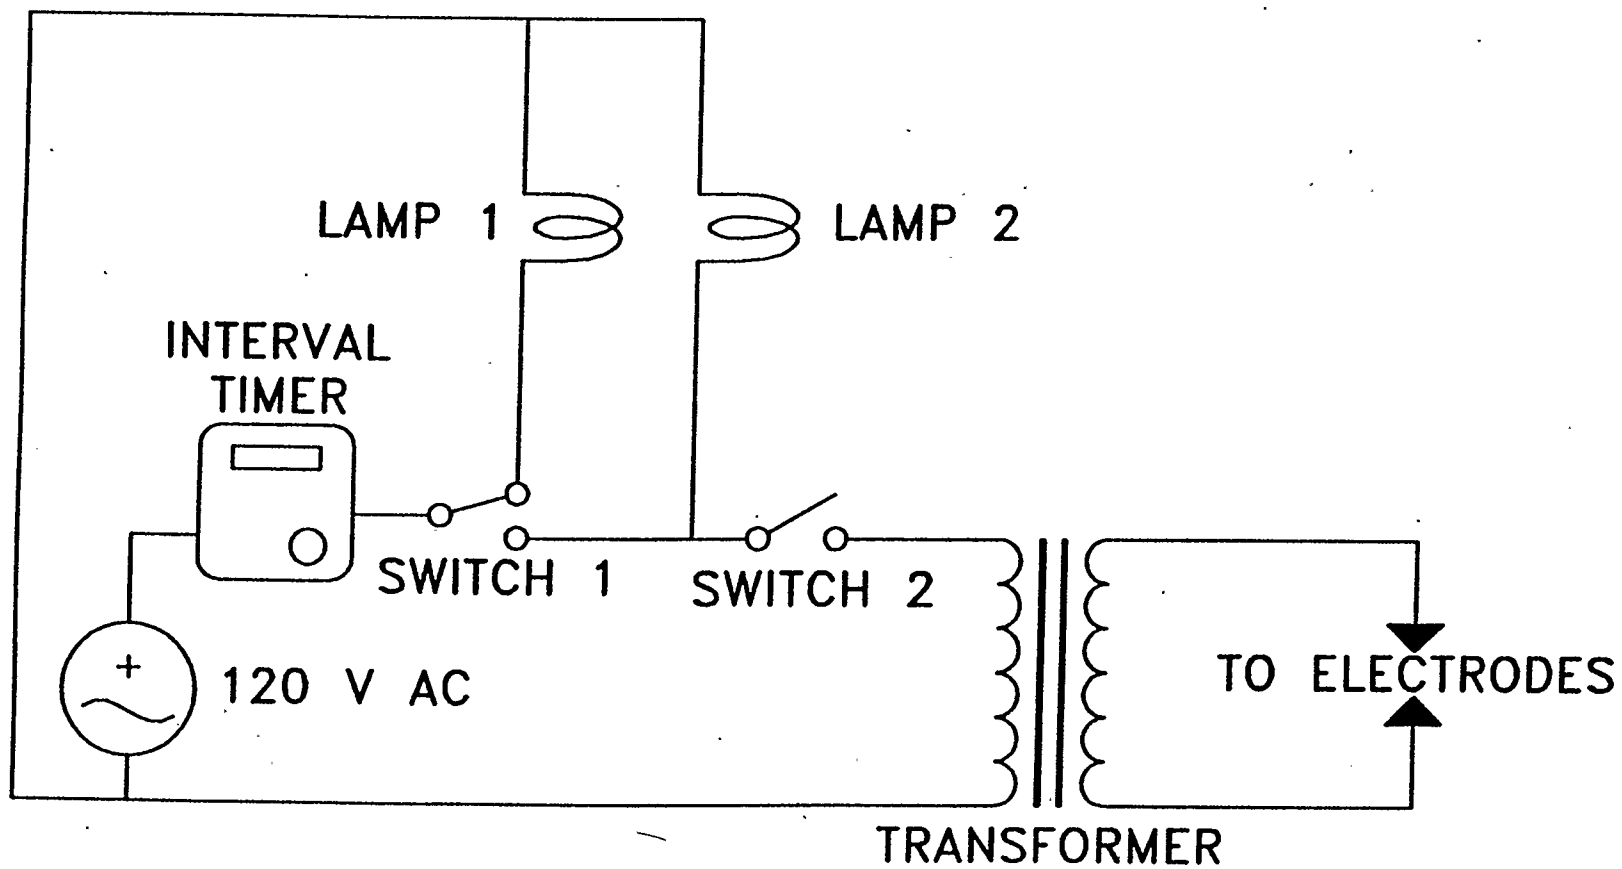 LAMP 1
LAMP 2
INTERVAL
TIMER
SWITCH 1
SWITCH 2
+
120 V AC
TO ELECTRODES
TRANSFORMER